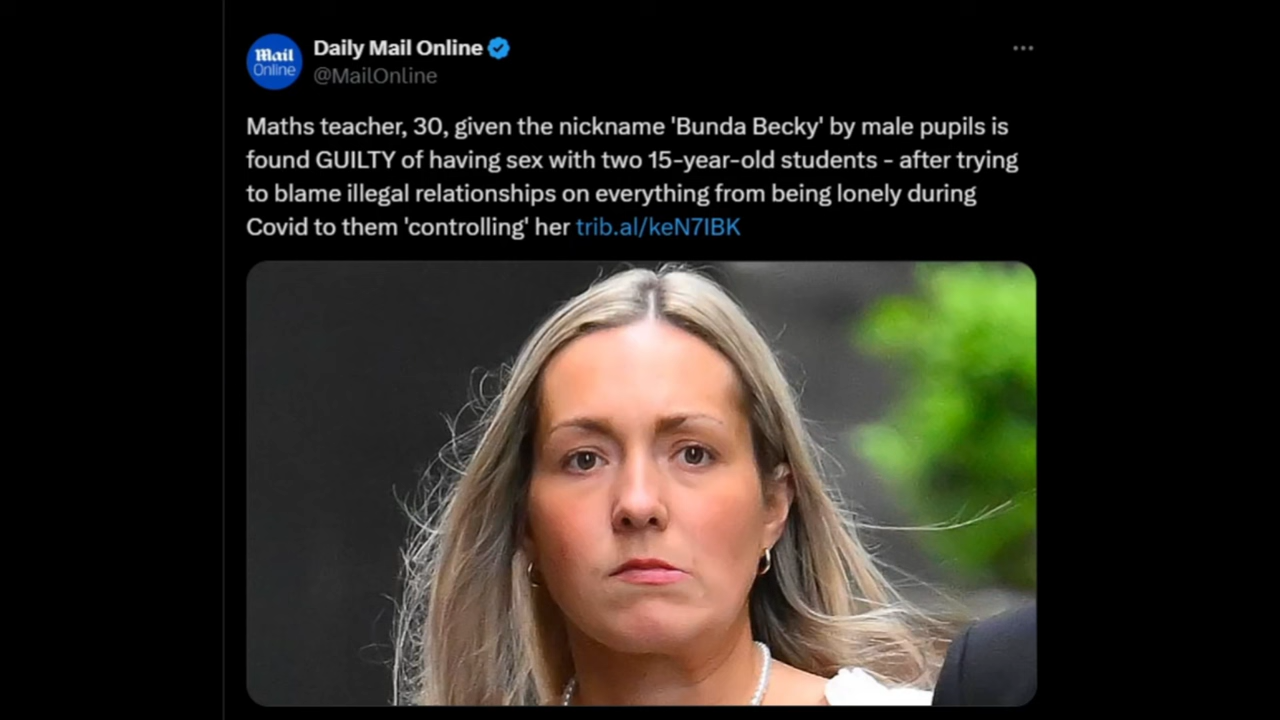 Mail
Online
Daily Mail Online
@MailOnline
Maths teacher, 30, given the nickname 'Bunda Becky' by male pupils is
found GUILTY of having sex with two 15-year-old students - after trying
to blame illegal relationships on everything from being lonely during
Covid to them 'controlling' her trib.al/keN7IBK